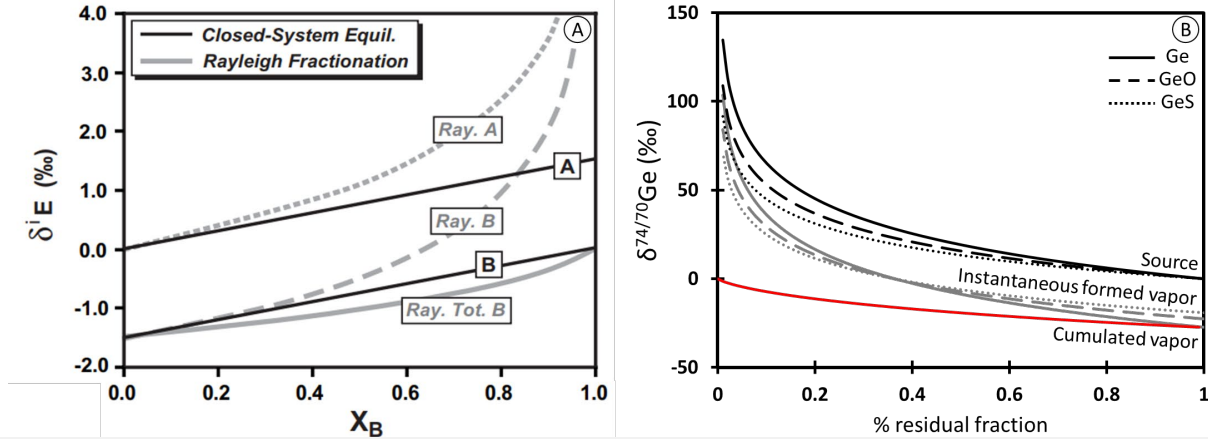 A
4.0
3.0
2.0
1.0
0.0
-1.0
-2.0
δ i E (‰)
Closed-System Equil.
Rayleigh Fractionation
Ray. A
A
Ray. B
B
Ray. Tot. B
0.0
0.2
0.4
0.6
0.8
1.0
XB
B
150
100
50
0
-50
δ74/70Ge (‰)
Ge
GeO
GeS
Source
Instantaneous formed vapor
Cumulated vapor
0
0.2
0.4
0.6
0.8
1
% residual fraction